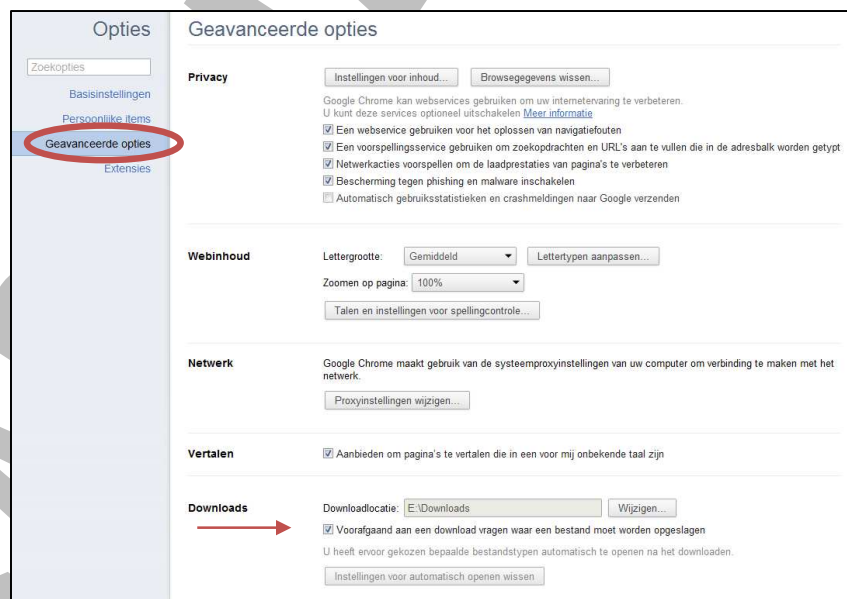 Opties
Zoekopties
Basisinstellingen
Persoonlijke items
Geavanceerde opties
Extensies
Geavanceerde opties
Privacy
Instellingen voor inhoud...
Browsegegevens wissen...
Google Chrome kan webservices gebruiken om uw internetervaring te verbeteren.
U kunt deze services optioneel uitschakelen Meer informatie
Een webservice gebruiken voor het oplossen van navigatiefouten
Een voorspellingsservice gebruiken om zoekopdrachten en URL's aan te vullen die in de adresbalk worden getypt
Netwerkacties voorspellen om de laadprestaties van pagina's te verbeteren
Bescherming tegen phishing en malware inschakelen
Automatisch gebruiksstatistieken en crashmeldingen naar Google verzenden
Webinhoud
Lettergrootte: Gemiddeld
Lettertypen aanpassen...
Zoomen op pagina: 100%
Talen en instellingen voor spellingcontrole...
Netwerk
Google Chrome maakt gebruik van de systeemproxyinstellingen van uw computer om verbinding te maken met het
netwerk.
Proxyinstellingen wijzigen...
Vertalen
Aanbieden om pagina's te vertalen die in een voor mij onbekende taal zijn
Downloads
Downloadlocatie: E:\Downloads
Wijzigen...
Voorafgaand aan een download vragen waar een bestand moet worden opgeslagen
U heeft ervoor gekozen bepaalde bestandstypen automatisch te openen na het downloaden.
Instellingen voor automatisch openen wissen